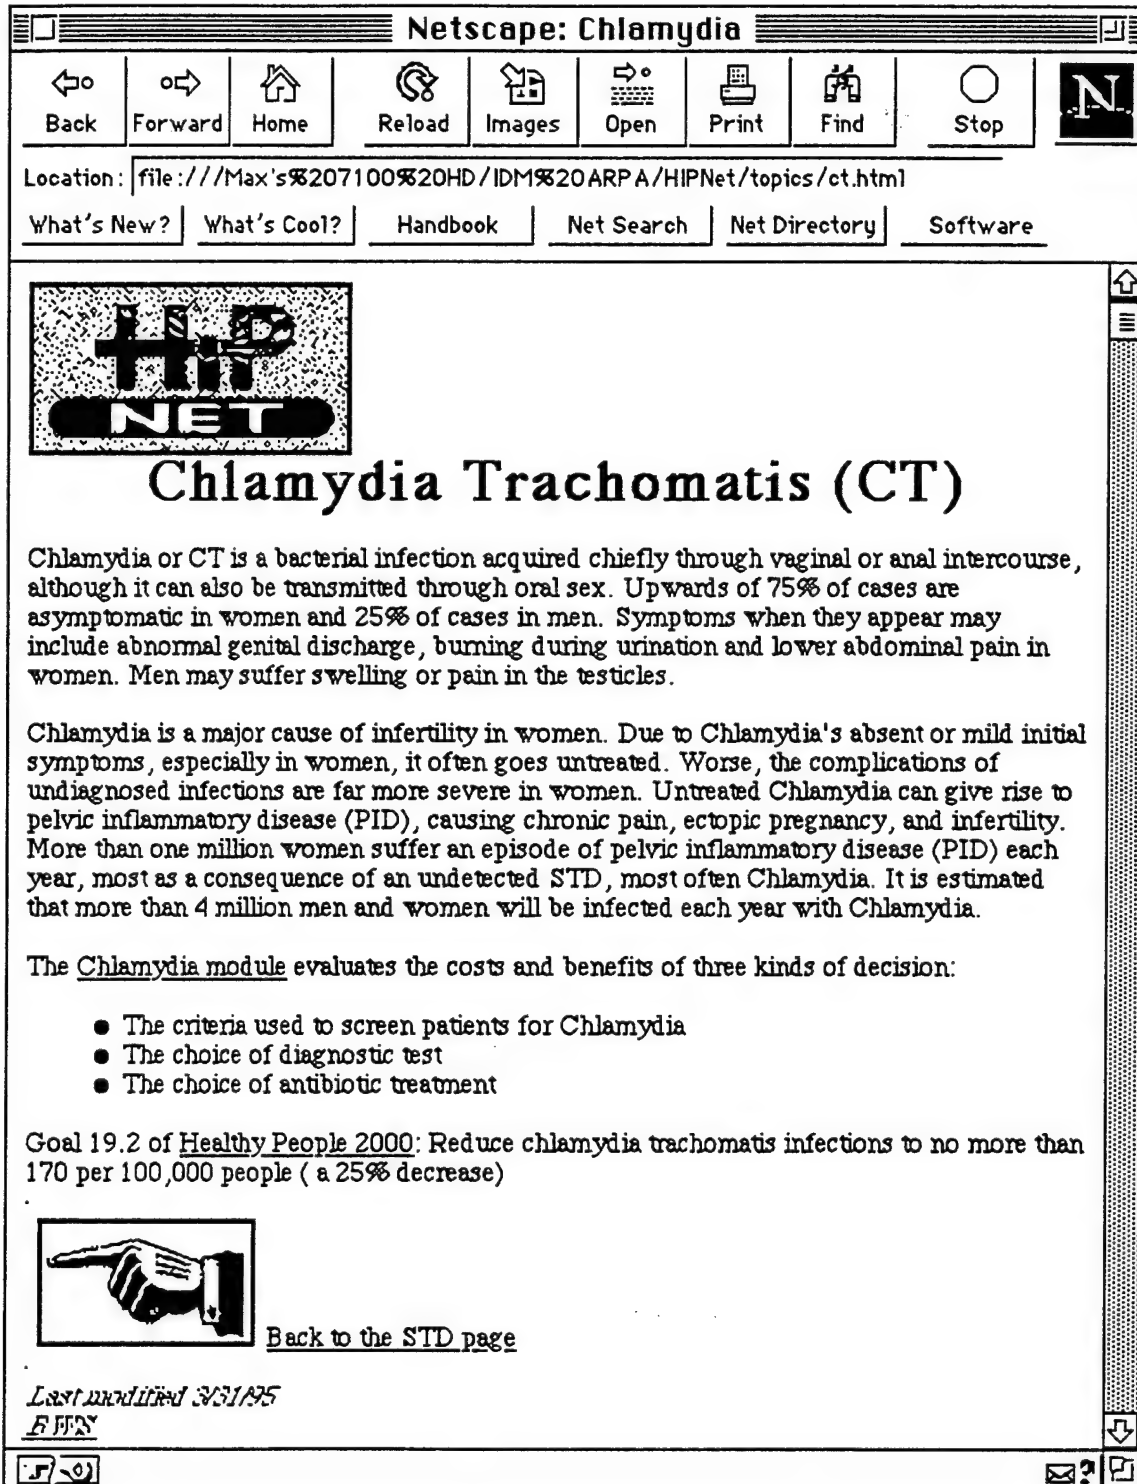 Netscape: Chlamydia
Back Forward Home Reload Images Open Print Find Stop
N
Location: file:///Max's%207100%20HD/IDM%20ARPA/HIPNet/topics/ct.html
What's New? What's Cool? Handbook Net Search Net Directory Software
HiP
NET
Chlamydia Trachomatis (CT)
Chlamydia or CT is a bacterial infection acquired chiefly through vaginal or anal intercourse,
although it can also be transmitted through oral sex. Upwards of 75% of cases are
asymptomatic in women and 25% of cases in men. Symptoms when they appear may
include abnormal genital discharge, burning during urination and lower abdominal pain in
women. Men may suffer swelling or pain in the testicles.
Chlamydia is a major cause of infertility in women. Due to Chlamydia's absent or mild initial
symptoms, especially in women, it often goes untreated. Worse, the complications of
undiagnosed infections are far more severe in women. Untreated Chlamydia can give rise to
pelvic inflammatory disease (PID), causing chronic pain, ectopic pregnancy, and infertility.
More than one million women suffer an episode of pelvic inflammatory disease (PID) each
year, most as a consequence of an undetected STD, most often Chlamydia. It is estimated
that more than 4 million men and women will be infected each year with Chlamydia.
The Chlamydia module evaluates the costs and benefits of three kinds of decision:
● The criteria used to screen patients for Chlamydia
● The choice of diagnostic test
● The choice of antibiotic treatment
Goal 19.2 of Healthy People 2000: Reduce chlamydia trachomatis infections to no more than
170 per 100,000 people ( a 25% decrease)
Back to the STD page
Last modified 3/31/95